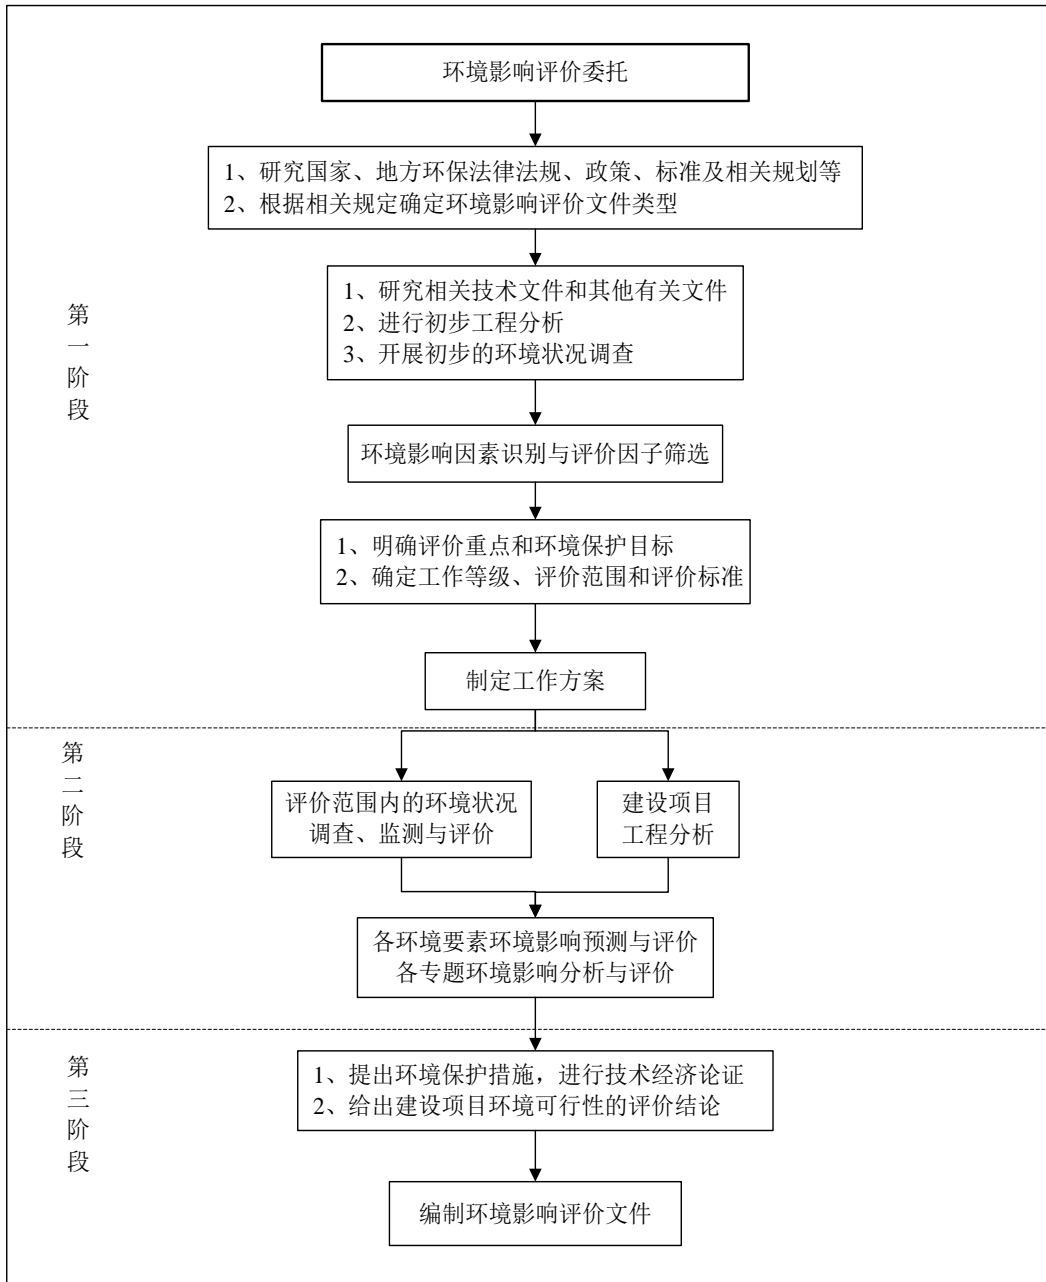 环境影响评价委托
1、研究国家、地方环保法律法规、政策、标准及相关规划等
2、根据相关规定确定环境影响评价文件类型
第一阶段
1、研究相关技术文件和其他有关文件
2、进行初步工程分析
3、开展初步的环境状况调查
环境影响因素识别与评价因子筛选
1、明确评价重点和环境保护目标
2、确定工作等级、评价范围和评价标准
制定工作方案
第二阶段
评价范围内的环境状况
调查、监测与评价
建设项目
工程分析
各环境要素环境影响预测与评价
各专题环境影响分析与评价
第三阶段
1、提出环境保护措施，进行技术经济论证
2、给出建设项目环境可行性的评价结论
编制环境影响评价文件